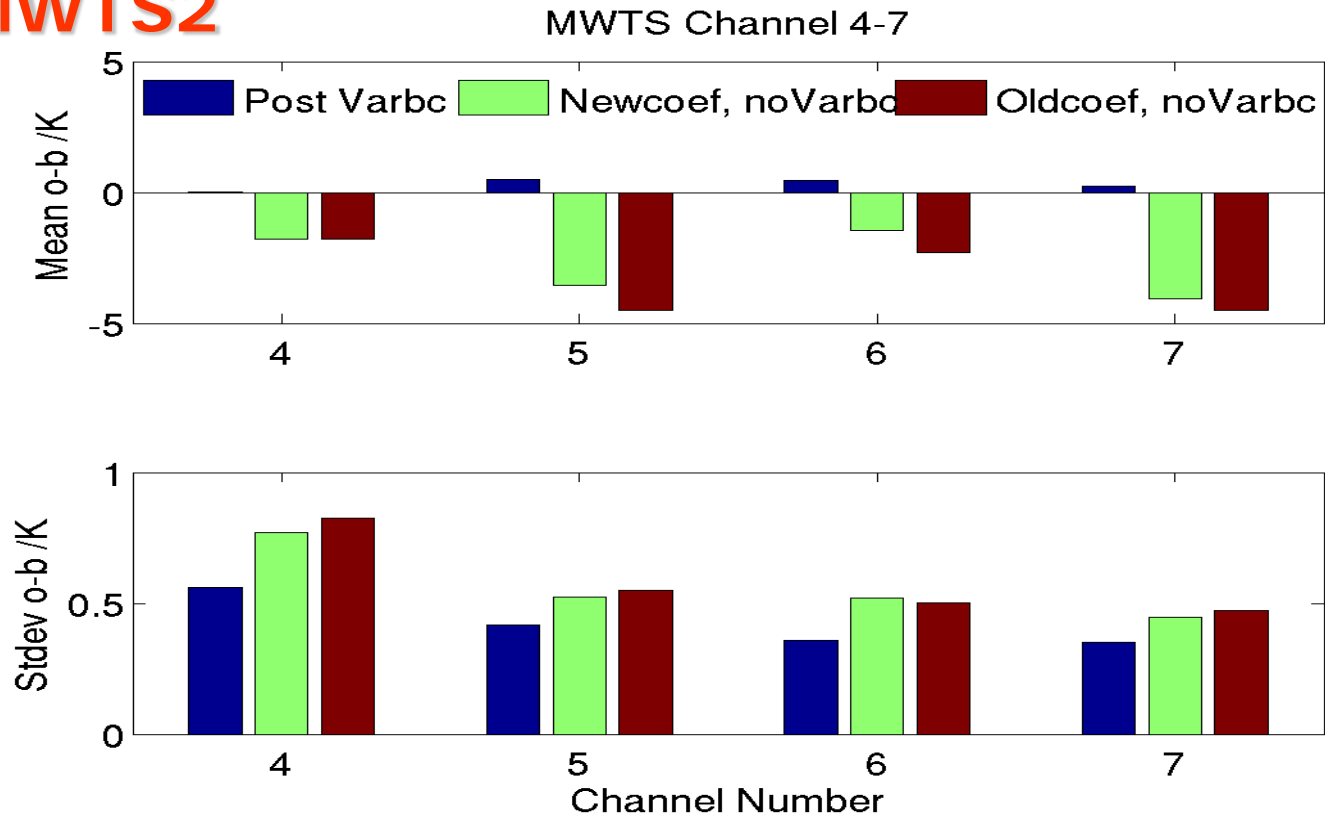 MWTS2
MWTS Channel 4-7
Post Varbc Newcoef, noVarbc Oldcoef, noVarbc
Mean o-b /K
5
0
-5
4 5 6 7
Stdev o-b /K
1
0.5
0
4 5 6 7
Channel Number